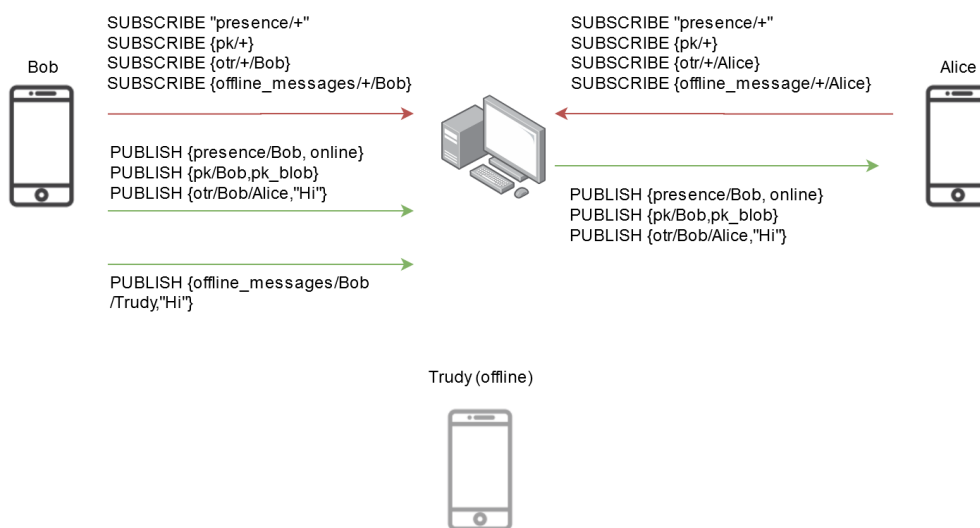 SUBSCRIBE "presence/+"
SUBSCRIBE {pk/+}
SUBSCRIBE {otr/+/Bob}
SUBSCRIBE {offline_messages/+/Bob}
Bob
SUBSCRIBE "presence/+"
SUBSCRIBE {pk/+}
SUBSCRIBE {otr/+/Alice}
SUBSCRIBE {offline_message/+/Alice}
Alice
PUBLISH {presence/Bob, online}
PUBLISH {pk/Bob,pk_blob}
PUBLISH {otr/Bob/Alice,"Hi"}
PUBLISH {presence/Bob, online}
PUBLISH {pk/Bob,pk_blob}
PUBLISH {otr/Bob/Alice,"Hi"}
PUBLISH {offline_messages/Bob
/Trudy,"Hi"}
Trudy (offline)